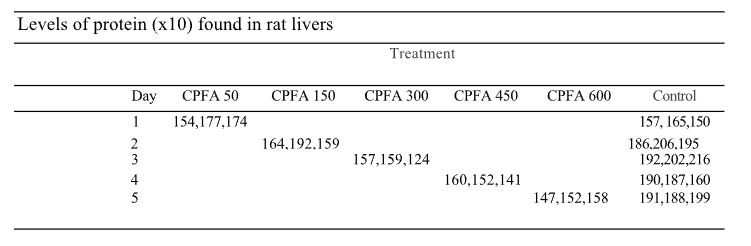 Levels of protein (x10) found in rat livers
Treatment
Day CPFA 50 CPFA 150 CPFA 300 CPFA 450 CPFA 600 Control
1 154,177,174 157, 165,150
2 164,192,159 186,206,195
3 157,159,124 192,202,216
4 160,152,141 190,187,160
5 147,152,158 191,188,199